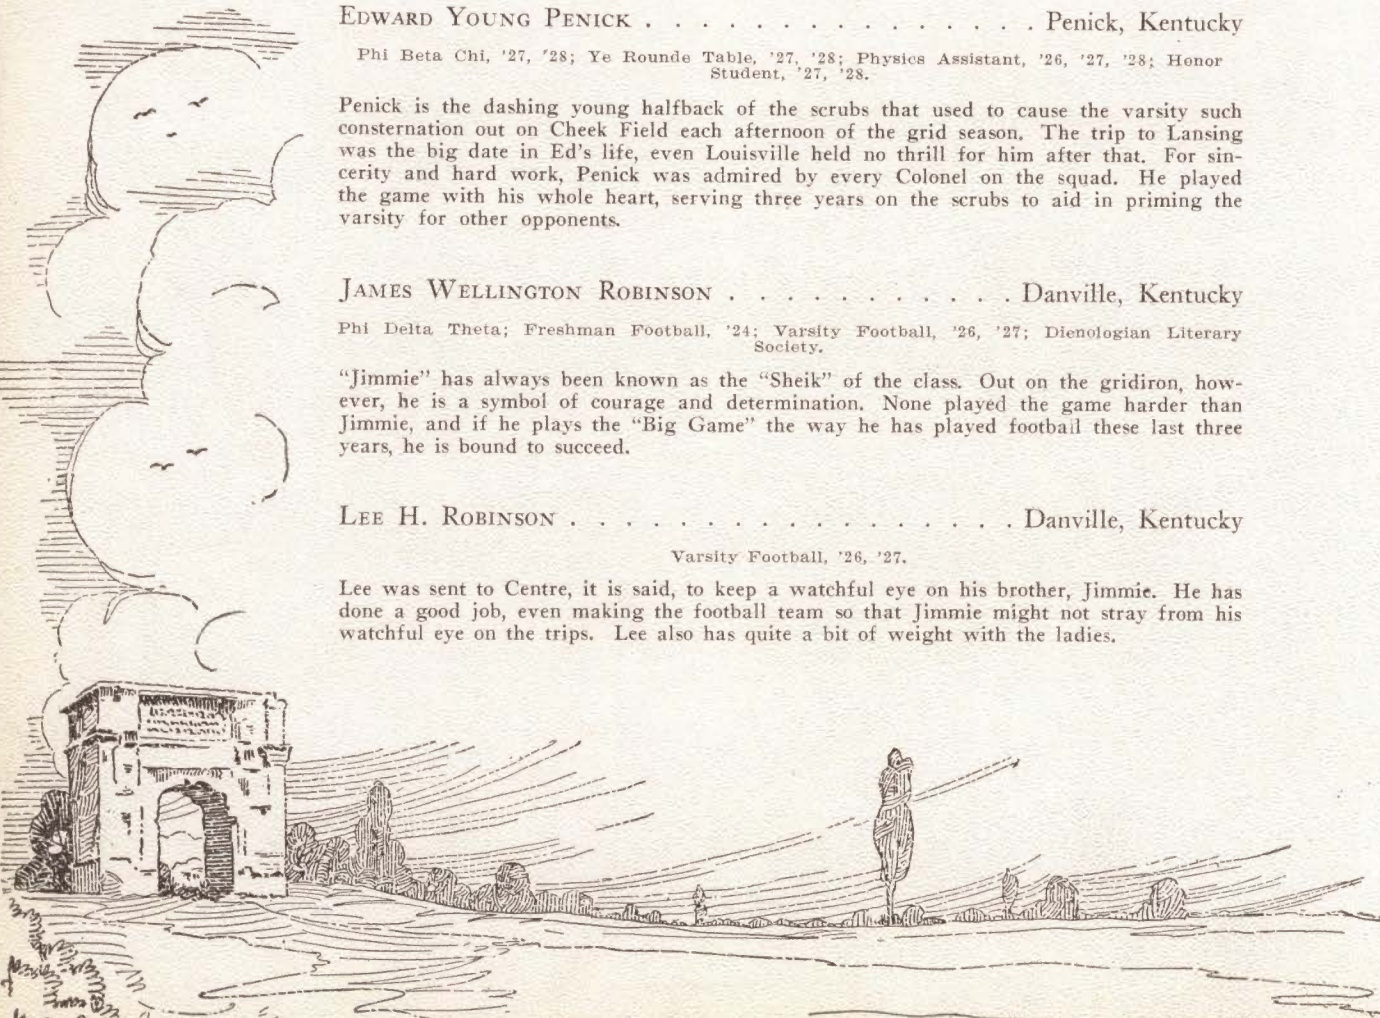 EDWARD YOUNG PENICK . . . . . . . . . . . . . . . Penick, Kentucky
Phi Beta Chi, '27, '28; Ye Rounde Table, '27, '28; Physics Assistant, '26, '27, '28; Honor
Student, '27, '28.
Penick is the dashing young halfback of the scrubs that used to cause the varsity such
consternation out on Cheek Field each afternoon of the grid season. The trip to Lansing
was the big date in Ed's life, even Louisville held no thrill for him after that. For sin-
cerity and hard work, Penick was admired by every Colonel on the squad. He played
the game with his whole heart, serving three years on the scrubs to aid in priming the
varsity for other opponents.
JAMES WELLINGTON ROBINSON . . . . . . . . . . . Danville, Kentucky
Phi Delta Theta; Freshman Football, '24; Varsity Football, '26, '27; Dienologian Literary
Society.
“Jimmie” has always been known as the “Sheik” of the class. Out on the gridiron, how-
ever, he is a symbol of courage and determination. None played the game harder than
Jimmie, and if he plays the “Big Game” the way he has played football these last three
years, he is bound to succeed.
LEE H. ROBINSON . . . . . . . . . . . . . . . . . Danville, Kentucky
Varsity Football, '26, '27.
Lee was sent to Centre, it is said, to keep a watchful eye on his brother, Jimmie. He has
done a good job, even making the football team so that Jimmie might not stray from his
watchful eye on the trips. Lee also has quite a bit of weight with the ladies.